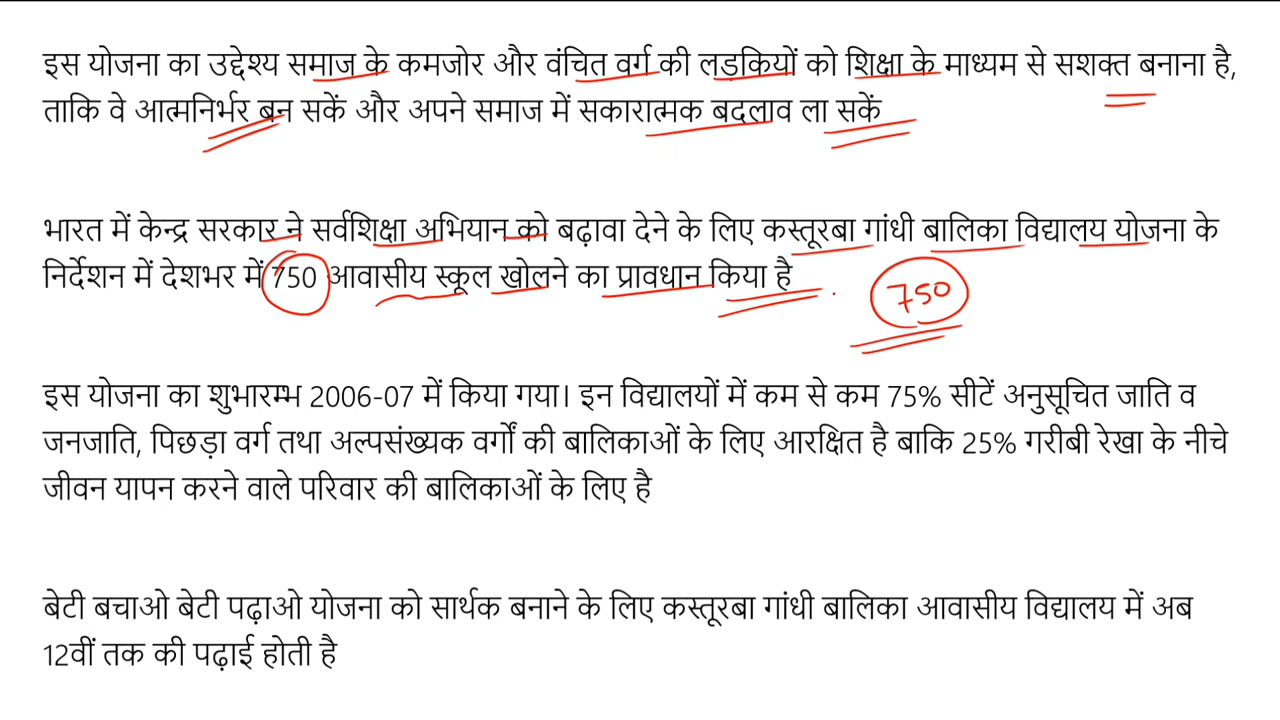 इस योजना का उद्देश्य समाज के कमजोर और वंचित वर्ग की लड़कियों को शिक्षा के माध्यम से सशक्त बनाना है,
ताकि वे आत्मनिर्भर बन सकें और अपने समाज में सकारात्मक बदलाव ला सकें
भारत में केन्द्र सरकार ने सर्वशिक्षा अभियान को बढ़ावा देने के लिए कस्तूरबा गांधी बालिका विद्यालय योजना के
निर्देशन में देशभर में 750 आवासीय स्कूल खोलने का प्रावधान किया है
750
इस योजना का शुभारम्भ 2006-07 में किया गया। इन विद्यालयों में कम से कम 75% सीटें अनुसूचित जाति व
जनजाति, पिछड़ा वर्ग तथा अल्पसंख्यक वर्गों की बालिकाओं के लिए आरक्षित है बाकि 25% गरीबी रेखा के नीचे
जीवन यापन करने वाले परिवार की बालिकाओं के लिए है
बेटी बचाओ बेटी पढ़ाओ योजना को सार्थक बनाने के लिए कस्तूरबा गांधी बालिका आवासीय विद्यालय में अब
12वीं तक की पढ़ाई होती है